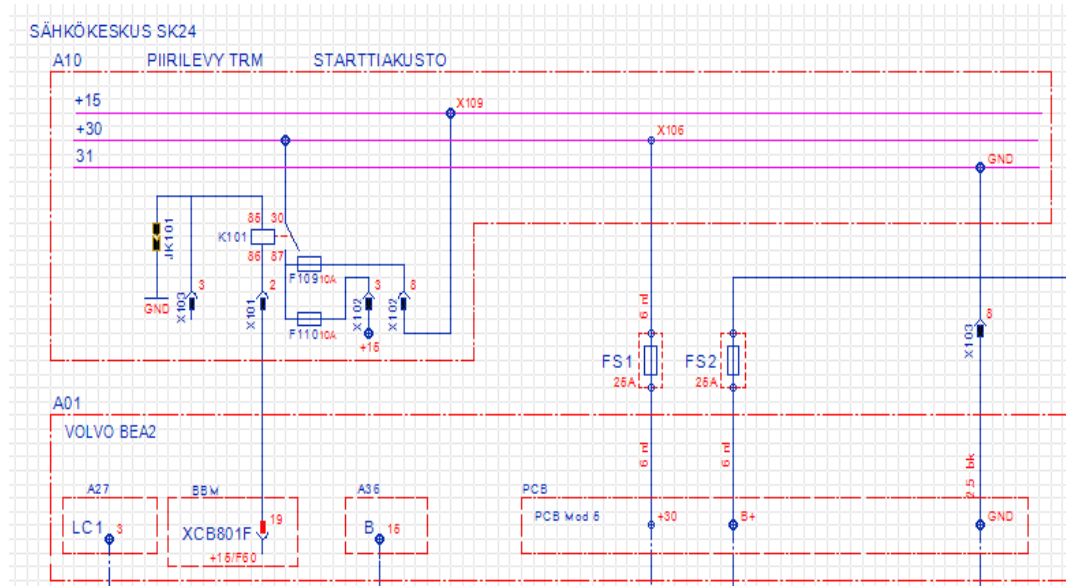 SÄHKÖKESKUS SK24
A10 PIIRILEVY TRM STARTTIAKUSTO
+15 X109
+30 X106
31 GND
JK101
GND
X103 3
K101 85 30
86 87
X101 2
F109 10A
F110 10A
X102 3
+15
X102 8
6 rd
FS1 25A
FS2 25A
X103 8
A01
VOLVO BEA2
6 rd
6 rd
25 bk
A27
LC1 3
BBM
XCB801F 19
+15/F60
A36
B 15
PCB
PCB Mod 5 +30 B+ GND